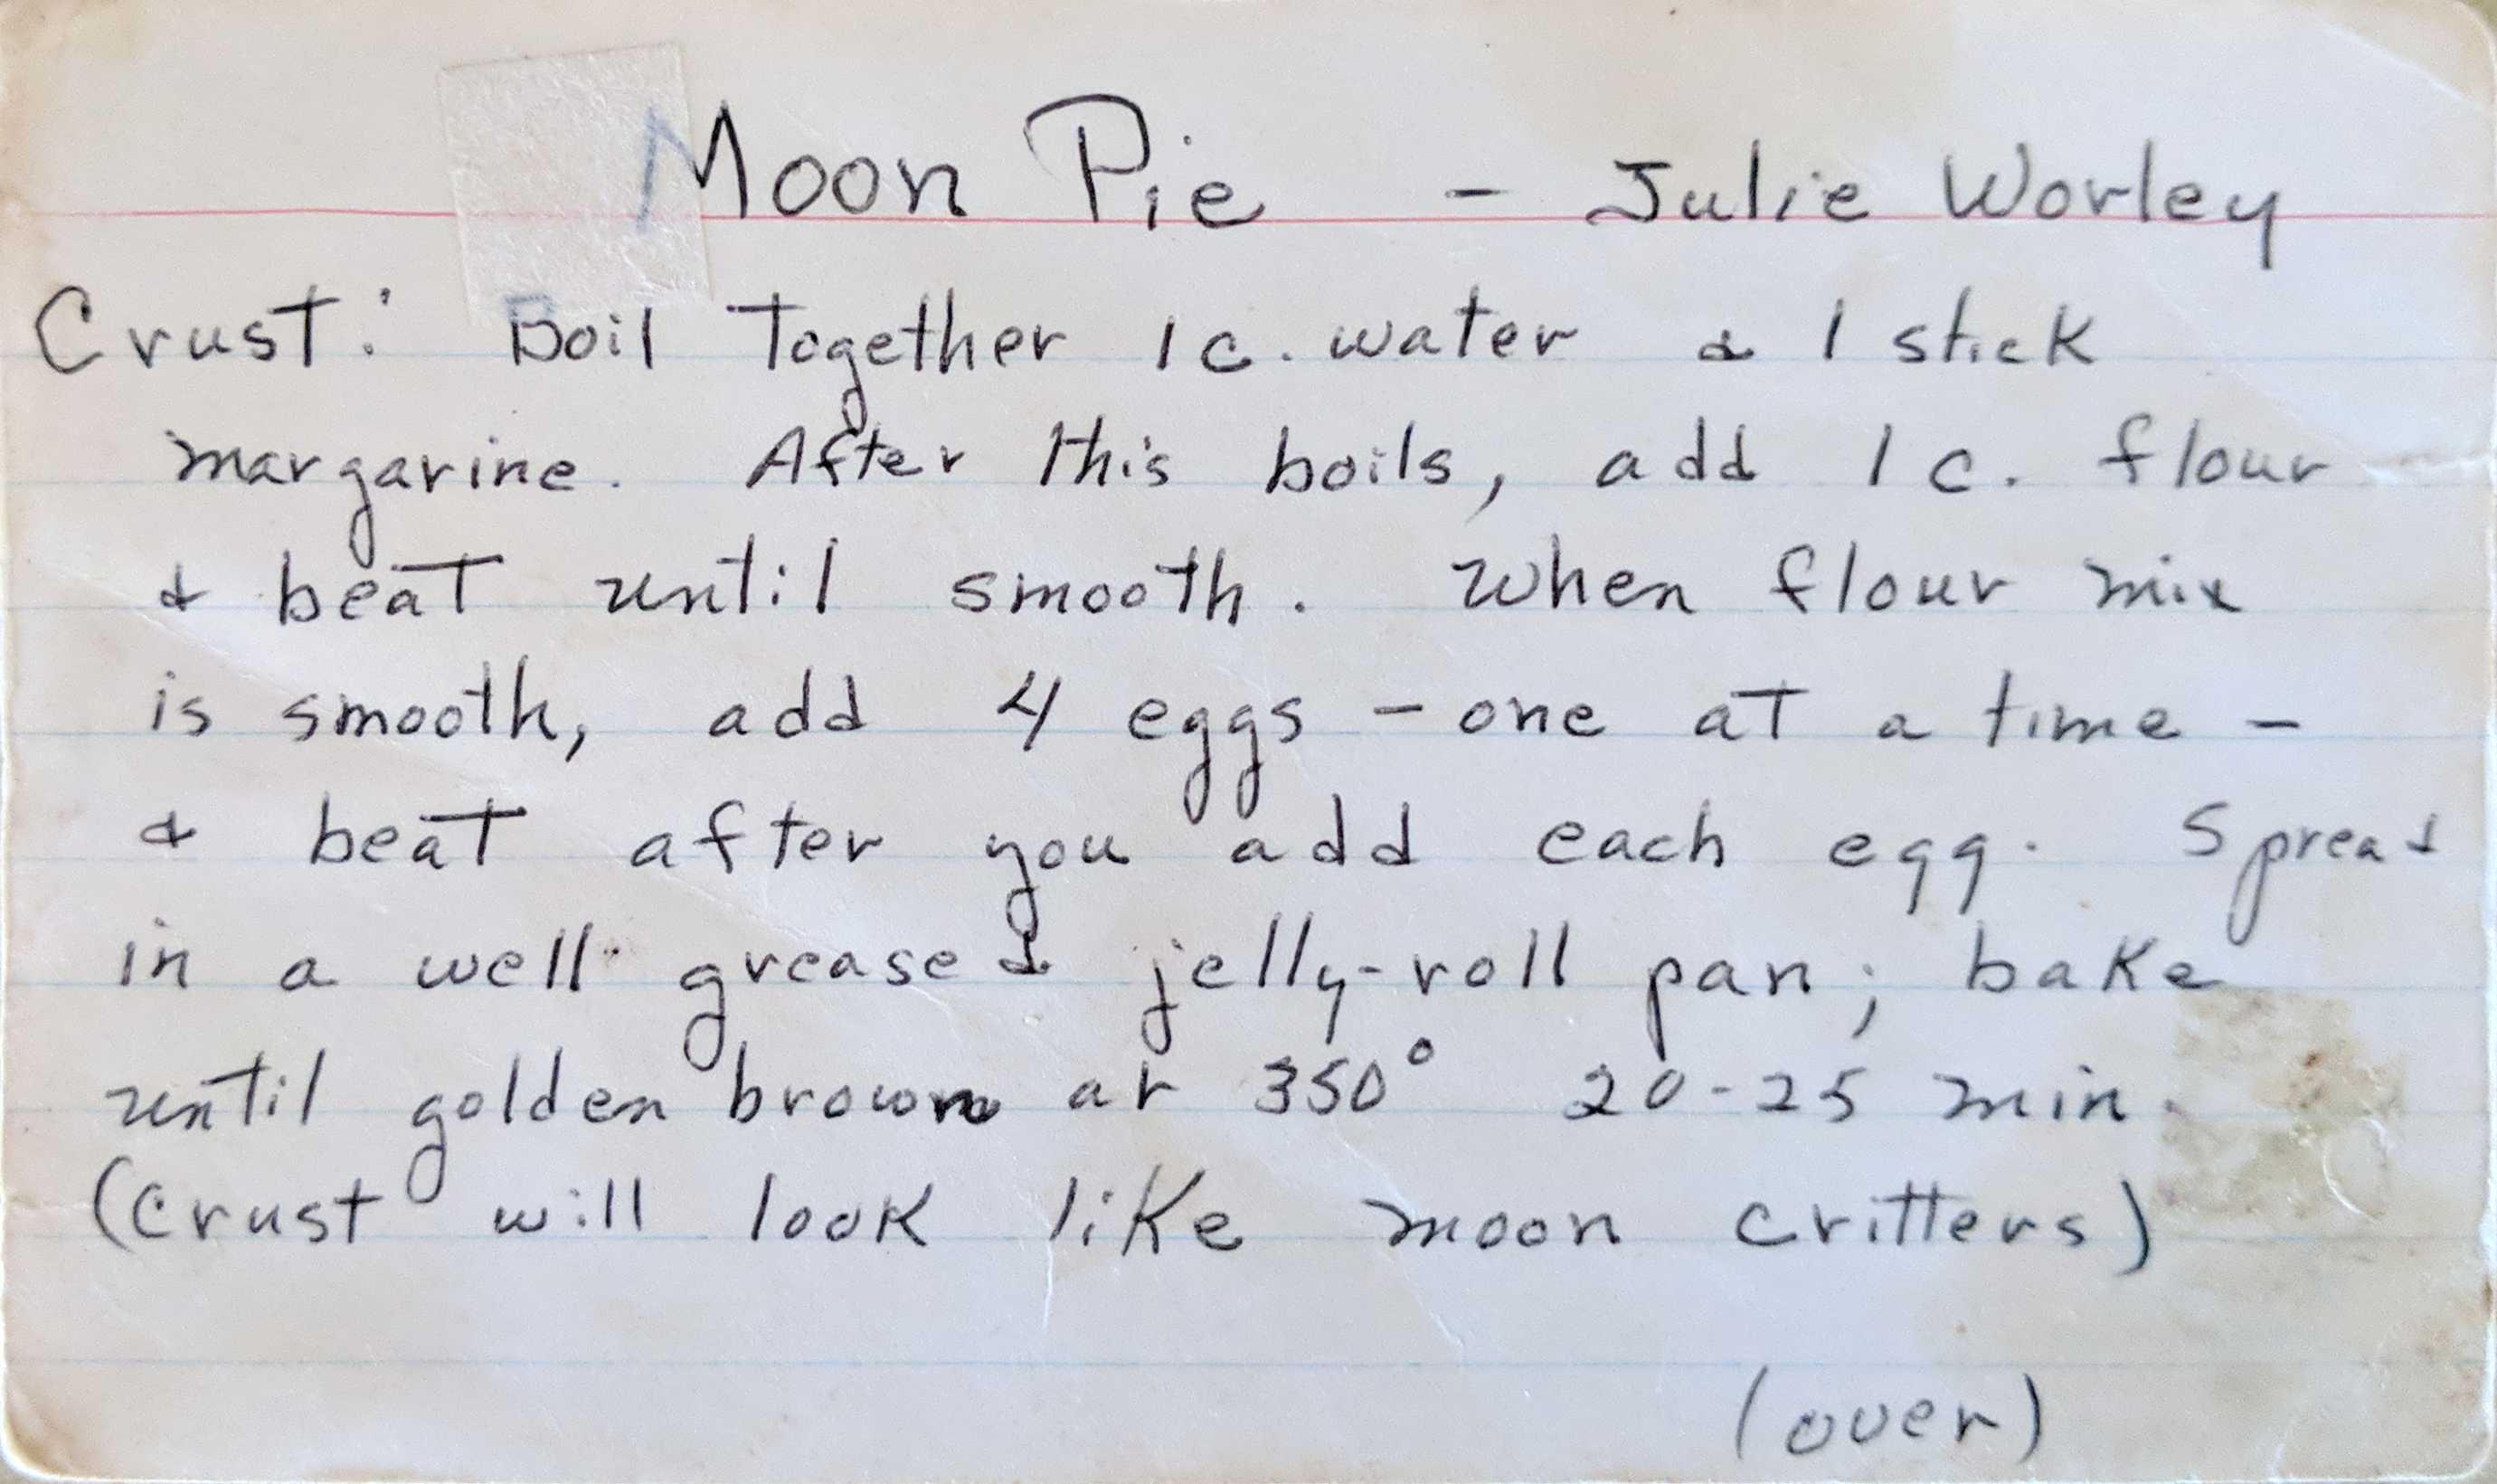 Moon Pie - Julie Worley
Crust: Boil Together 1 c. water & 1 stick
margarine. After this boils, add 1 c. flour
& beat until smooth. When flour mix
is smooth, add 4 eggs - one at a time -
& beat after you add each egg. Spread
in a well greased jelly-roll pan; bake
until golden brown at 350° 20-25 min.
(Crust will look like moon critters)
(over)